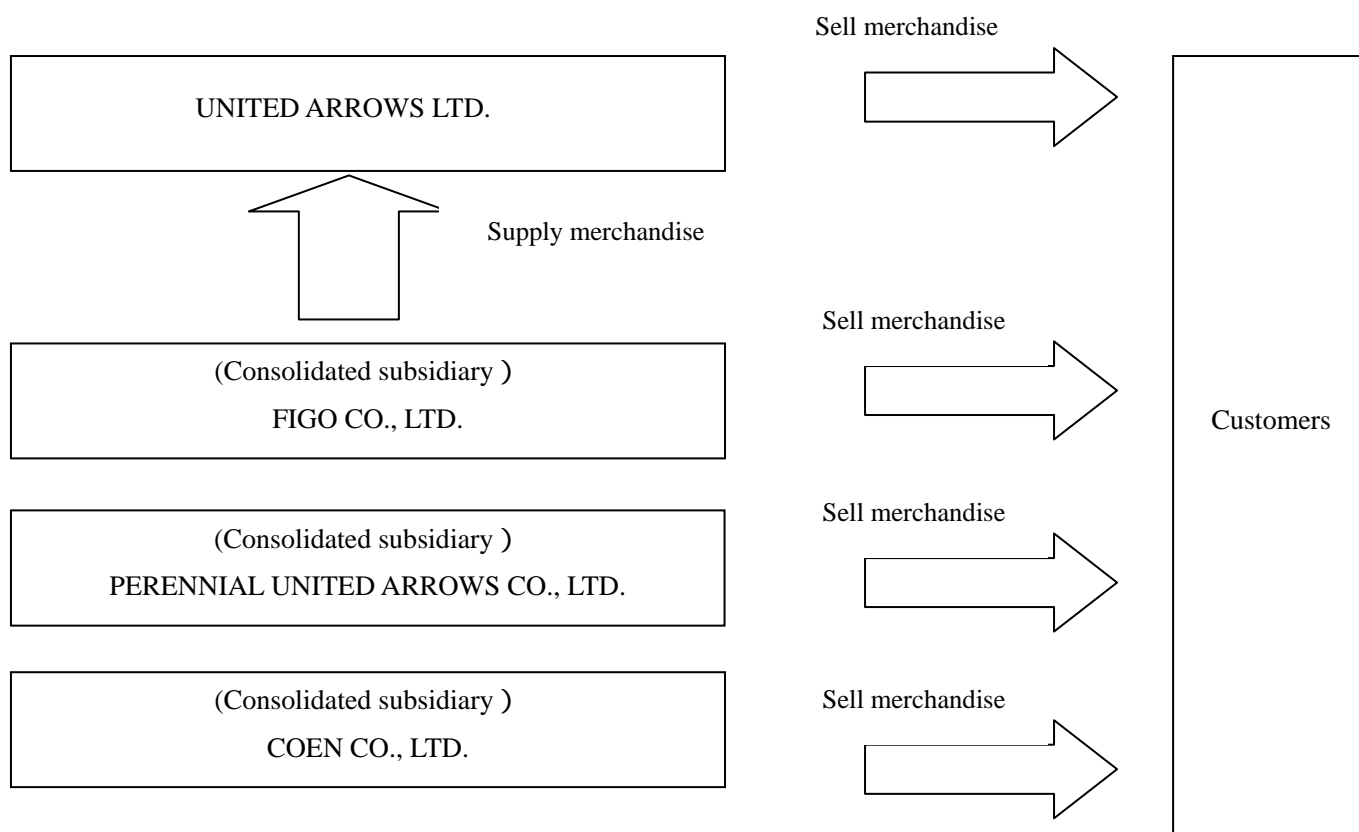 Sell merchandise
UNITED ARROWS LTD.
Supply merchandise
Sell merchandise
(Consolidated subsidiary）
FIGO CO., LTD.
Customers
Sell merchandise
(Consolidated subsidiary）
PERENNIAL UNITED ARROWS CO., LTD.
Sell merchandise
(Consolidated subsidiary）
COEN CO., LTD.